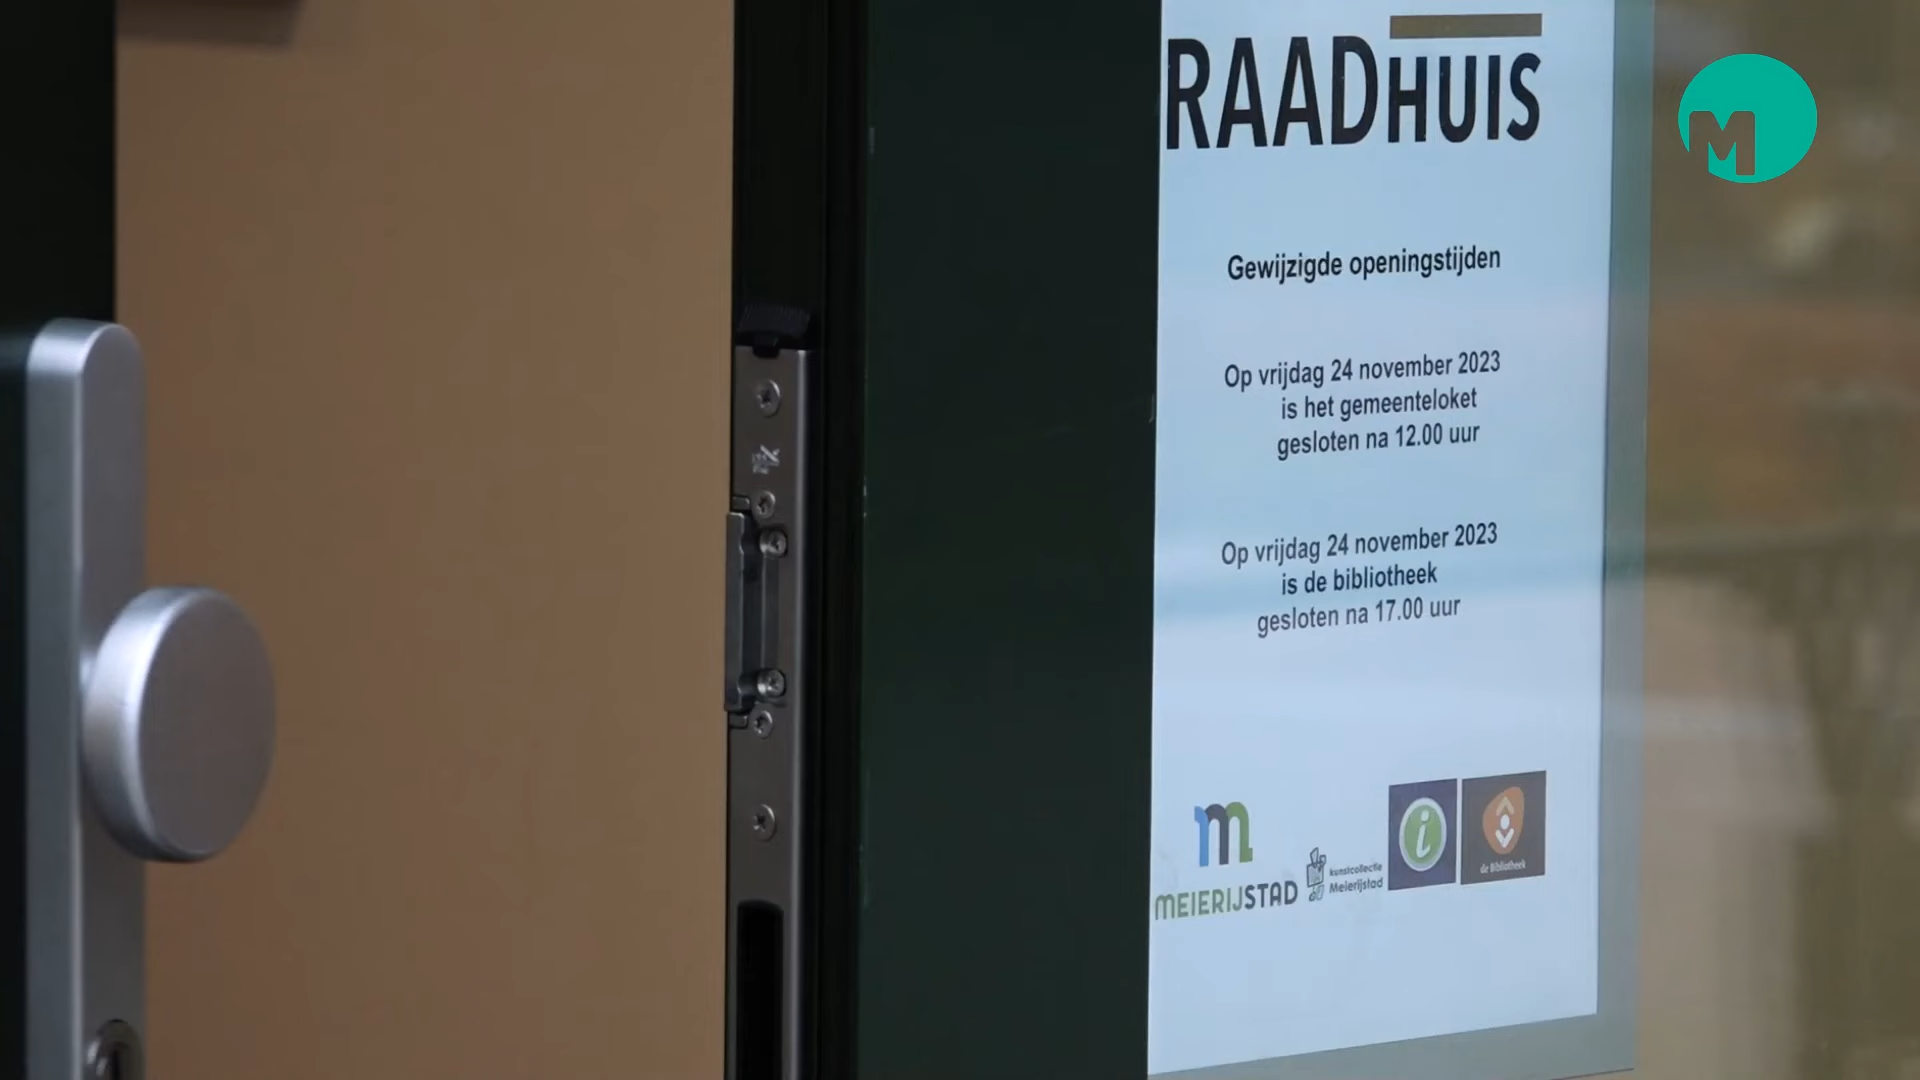 RAADHUIS
M
Gewijzigde openingstijden
Op vrijdag 24 november 2023
is het gemeenteloket
gesloten na 12.00 uur
Op vrijdag 24 november 2023
is de bibliotheek
gesloten na 17.00 uur
m
MEIERIJSTAD
kunstcollectie
Meierijstad
i
de Bibliotheek